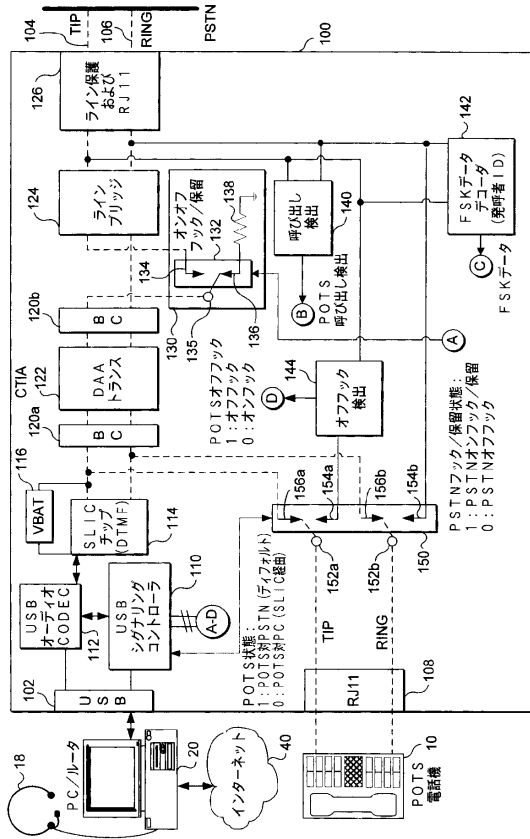 104
TIP
106
RING
PSTN
100
126
ライン保護
および
RJ11
142
FSKデータ
デコーダ
(発呼者ID)
C
FSKデータ
124
ライン
ブリッジ
オンオフ
フック/保留
132
138
134
130
135
136
呼び出し
検出
140
B
POTS
呼び出し検出
120b
BC
CTIA
122
DAA
トランス
120a
BC
POTSオフフック
1:オフフック
0:オンフック
D
144
オフフック
検出
A
116
VBAT
SLIC
チップ
(DTMF)
114
156a
154a
156b
154b
152a
152b
150
PSTNフック/保留状態:
1:PSTNオンフック/保留
0:PSTNオフフック
USB
オーディオ
CODEC
112
USB
シグナリング
コントローラ
110
A-D
POTS状態:
1:POTS対PSTN(ディフォルト)
0:POTS対PC(SLIC経由)
TIP
RING
102
USB
RJ11
108
18
PC/ルータ
20
インターネット
40
10
POTS
電話機